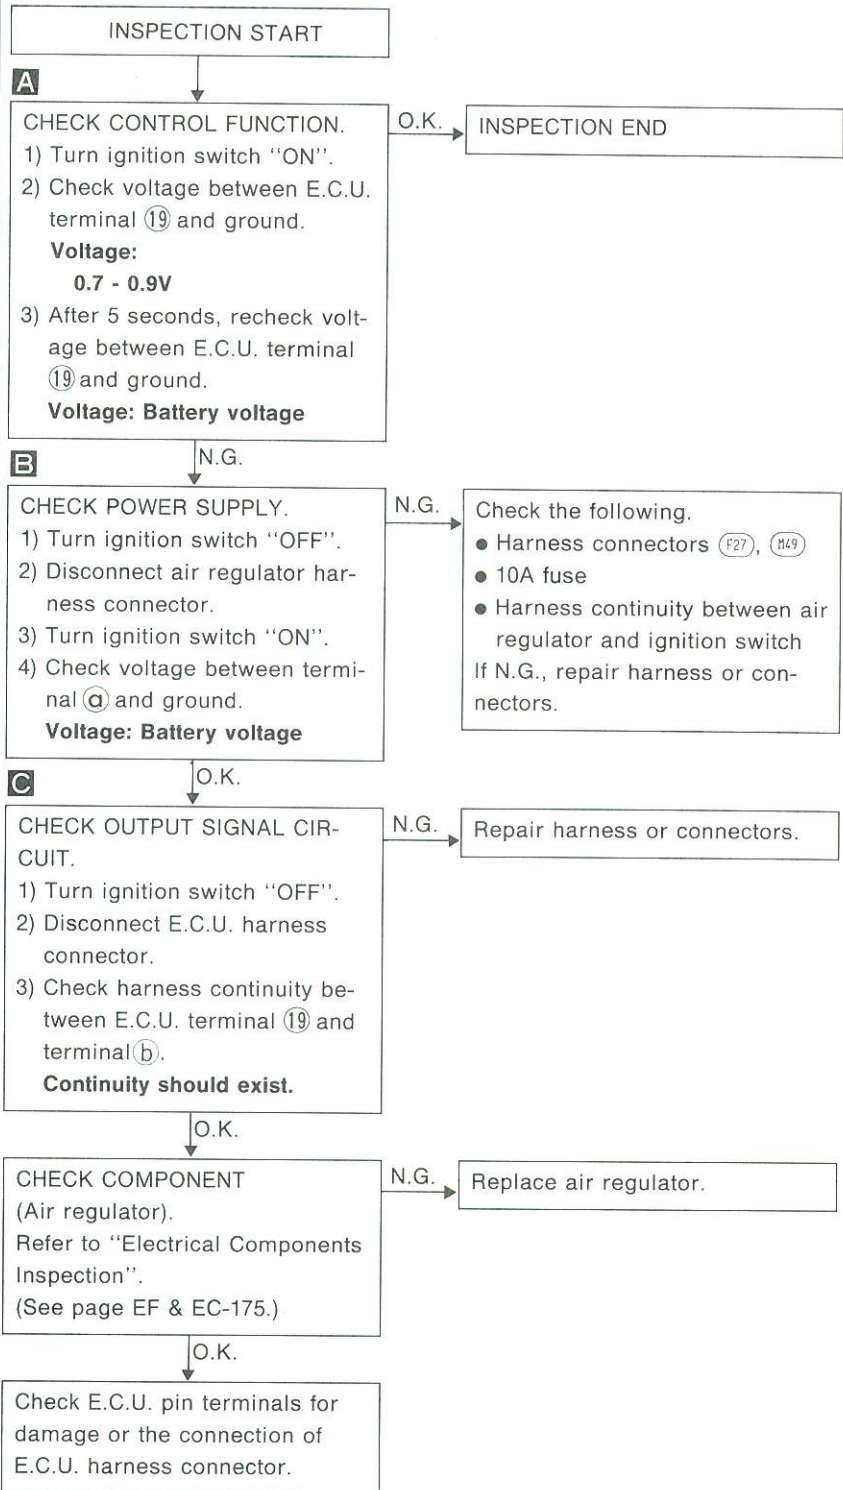 INSPECTION START
A
CHECK CONTROL FUNCTION.
1) Turn ignition switch "ON".
2) Check voltage between E.C.U.
terminal ⑲ and ground.
Voltage:
0.7 - 0.9V
3) After 5 seconds, recheck volt-
age between E.C.U. terminal
⑲ and ground.
Voltage: Battery voltage
O.K.
INSPECTION END
N.G.
B
CHECK POWER SUPPLY.
1) Turn ignition switch "OFF".
2) Disconnect air regulator har-
ness connector.
3) Turn ignition switch "ON".
4) Check voltage between termi-
nal ⓐ and ground.
Voltage: Battery voltage
N.G.
Check the following.
● Harness connectors (F27), (M49)
● 10A fuse
● Harness continuity between air
regulator and ignition switch
If N.G., repair harness or con-
nectors.
O.K.
C
CHECK OUTPUT SIGNAL CIR-
CUIT.
1) Turn ignition switch "OFF".
2) Disconnect E.C.U. harness
connector.
3) Check harness continuity be-
tween E.C.U. terminal ⑲ and
terminal ⓑ.
Continuity should exist.
N.G.
Repair harness or connectors.
O.K.
CHECK COMPONENT
(Air regulator).
Refer to "Electrical Components
Inspection".
(See page EF & EC-175.)
N.G.
Replace air regulator.
O.K.
Check E.C.U. pin terminals for
damage or the connection of
E.C.U. harness connector.